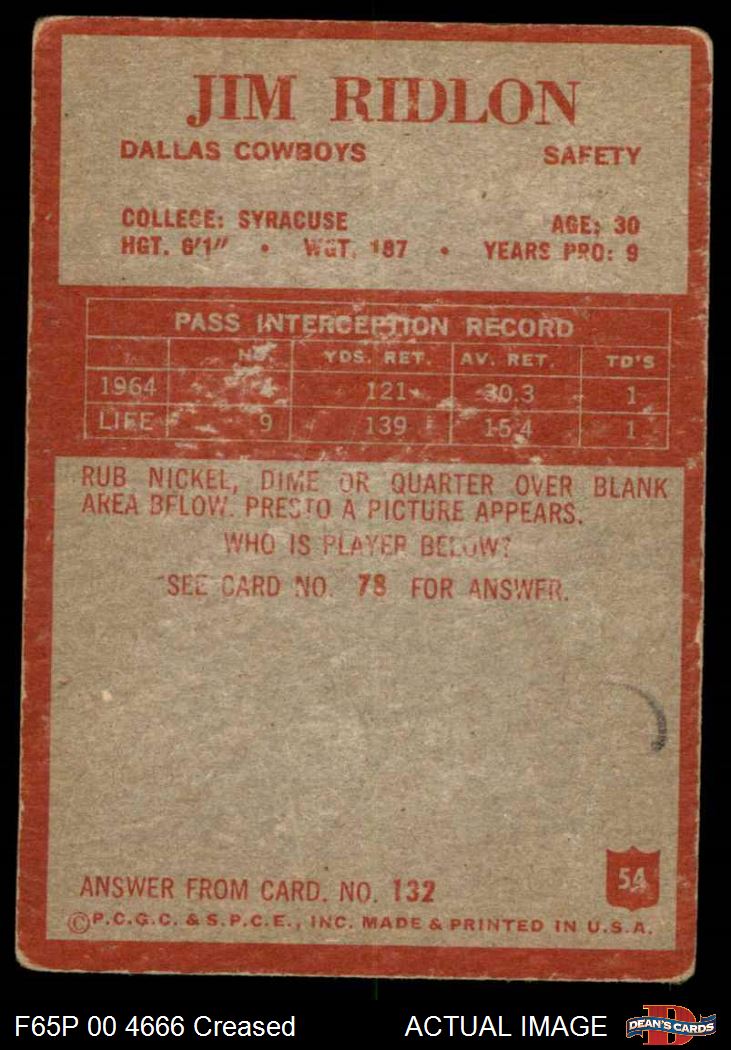 JIM RIDLON
DALLAS COWBOYS SAFETY
COLLEGE: SYRACUSE AGE: 30
HGT. 6'1" • WGT. 187 • YEARS PRO: 9
PASS INTERCEPTION RECORD
NO. YDS. RET. AV. RET. TD'S
1964 4 121 30.3 1
LIFE 9 139 15.4 1
RUB NICKEL, DIME OR QUARTER OVER BLANK
AREA BELOW. PRESTO A PICTURE APPEARS.
WHO IS PLAYER BELOW?
SEE CARD NO. 78 FOR ANSWER.
54
ANSWER FROM CARD. NO. 132
©P.C.G.C. & S.P.C.E., INC. MADE & PRINTED IN U.S.A.
F65P 00 4666 Creased ACTUAL IMAGE DEAN'S CARDS